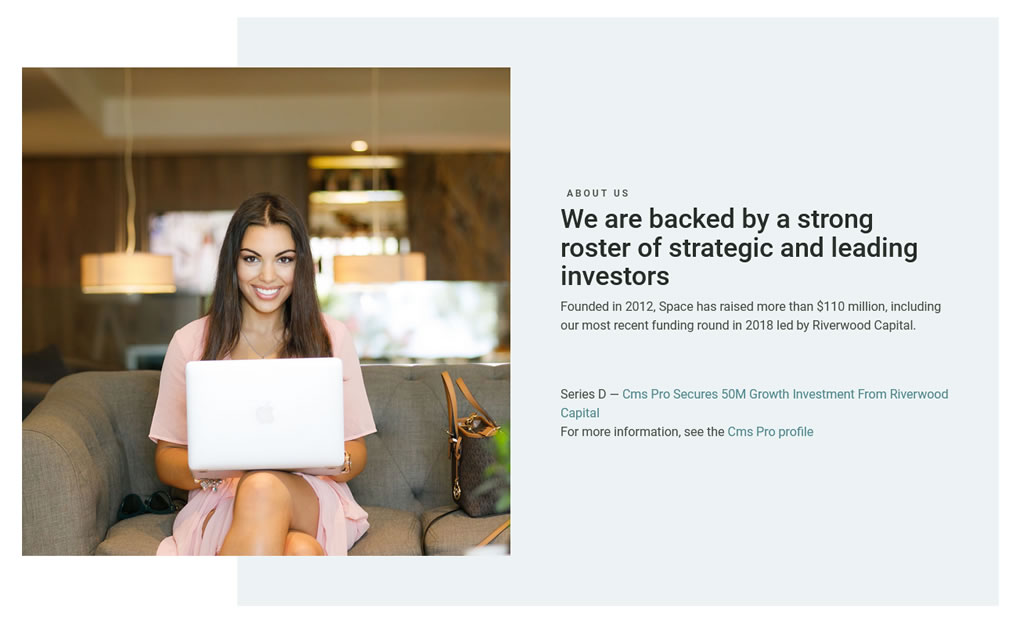 ABOUT US
We are backed by a strong
roster of strategic and leading
investors
Founded in 2012, Space has raised more than $110 million, including
our most recent funding round in 2018 led by Riverwood Capital.
Series D — Cms Pro Secures 50M Growth Investment From Riverwood
Capital
For more information, see the Cms Pro profile